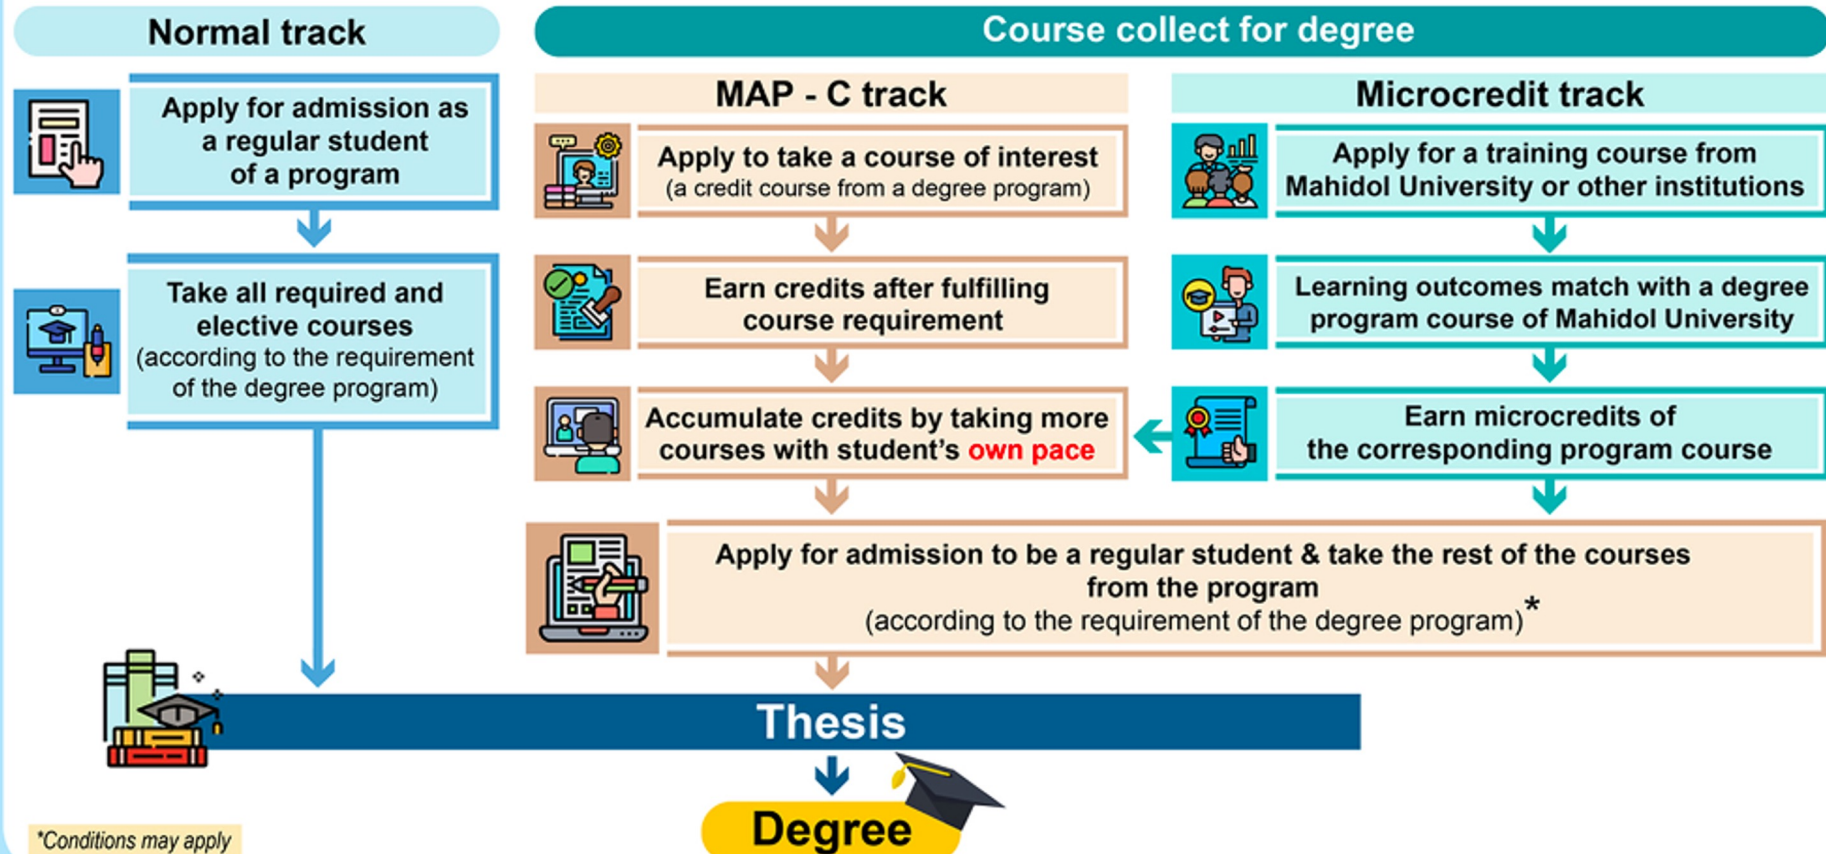 Normal track
Apply for admission as
a regular student
of a program
Take all required and
elective courses
(according to the requirement
of the degree program)
Course collect for degree
MAP - C track
Apply to take a course of interest
(a credit course from a degree program)
Earn credits after fulfilling
course requirement
Accumulate credits by taking more
courses with student's own pace
Microcredit track
Apply for a training course from
Mahidol University or other institutions
Learning outcomes match with a degree
program course of Mahidol University
Earn microcredits of
the corresponding program course
Apply for admission to be a regular student & take the rest of the courses
from the program
(according to the requirement of the degree program)*
Thesis
Degree
*Conditions may apply